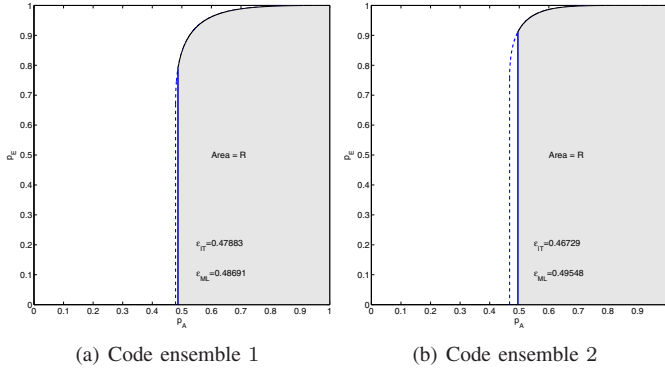 1
0.9
0.8
0.7
0.6
0.5
0.4
0.3
0.2
0.1
0
p_E
Area = R
ε_IT=0.47883
ε_ML=0.48691
0 0.1 0.2 0.3 0.4 0.5 0.6 0.7 0.8 0.9 1
p_A
(a) Code ensemble 1
1
0.9
0.8
0.7
0.6
0.5
0.4
0.3
0.2
0.1
0
p_E
Area = R
ε_IT=0.46729
ε_ML=0.49548
0 0.1 0.2 0.3 0.4 0.5 0.6 0.7 0.8 0.9
p_A
(b) Code ensemble 2